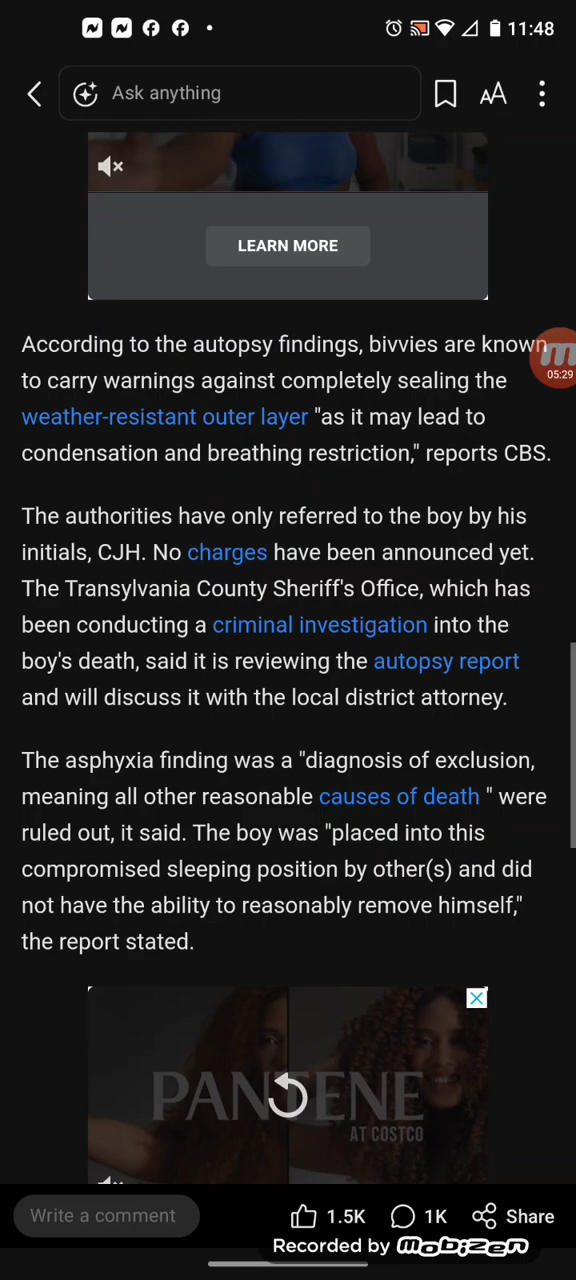 11:48
Ask anything
LEARN MORE
According to the autopsy findings, bivvies are known
05:29
to carry warnings against completely sealing the
weather-resistant outer layer "as it may lead to
condensation and breathing restriction," reports CBS.
The authorities have only referred to the boy by his
initials, CJH. No charges have been announced yet.
The Transylvania County Sheriff's Office, which has
been conducting a criminal investigation into the
boy's death, said it is reviewing the autopsy report
and will discuss it with the local district attorney.
The asphyxia finding was a "diagnosis of exclusion,
meaning all other reasonable causes of death " were
ruled out, it said. The boy was "placed into this
compromised sleeping position by other(s) and did
not have the ability to reasonably remove himself,"
the report stated.
PANTENE
AT COSTCO
Write a comment 1.5K 1K Share
Recorded by mobizen